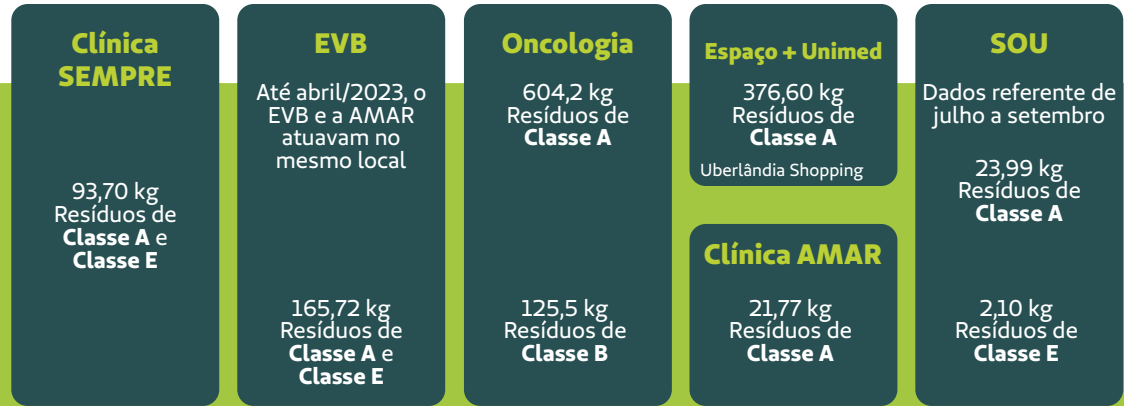 Clínica
SEMPRE
93,70 kg
Resíduos de
Classe A e
Classe E
EVB
Até abril/2023, o
EVB e a AMAR
atuavam no
mesmo local
165,72 kg
Resíduos de
Classe A e
Classe E
Oncologia
604,2 kg
Resíduos de
Classe A
125,5 kg
Resíduos de
Classe B
Espaço + Unimed
376,60 kg
Resíduos de
Classe A
Uberlândia Shopping
Clínica AMAR
21,77 kg
Resíduos de
Classe A
SOU
Dados referente de
julho a setembro
23,99 kg
Resíduos de
Classe A
2,10 kg
Resíduos de
Classe E